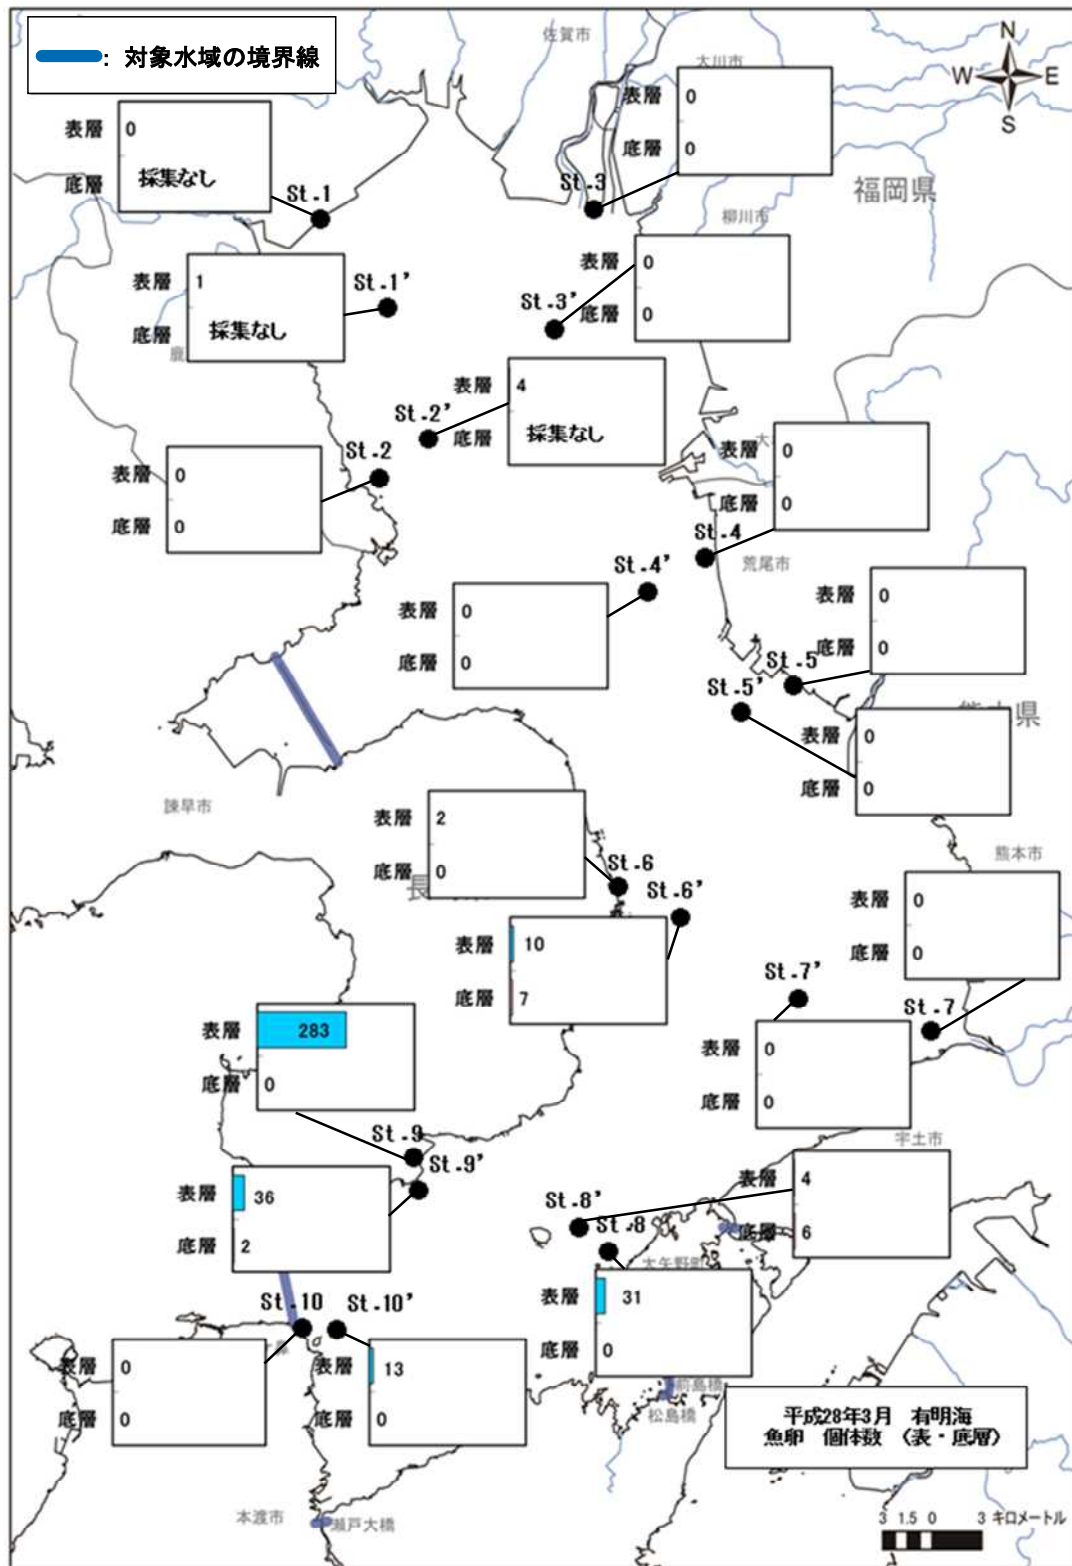 : 対象水域の境界線
N
W
E
S
佐賀市
大川市
表層 0
底層 採集なし
St.1
表層 0
底層 0
St.3
福岡県
柳川市
表層 1
底層 採集なし
St.1’
表層 0
底層 0
St.3’
表層 4
底層 採集なし
St.2’
表層 0
底層 0
St.2
表層 0
底層 0
St.4
荒尾市
St.4’
表層 0
底層 0
表層 0
底層 0
St.5
St.5’
表層 0
底層 0
諫早市
表層 2
底層 0
St.6
熊本市
St.6’
表層 10
底層 7
表層 0
底層 0
St.7’
St.7
表層 0
底層 0
表層 283
底層 0
St.9
St.9’
表層 36
底層 2
宇土市
表層 4
底層 6
St.8’
St.8
大矢野町
表層 31
底層 0
St.10
St.10’
表層 0
底層 0
表層 13
底層 0
前島橋
松島橋
平成28年3月 有明海
魚卵 個体数 〈表・底層〉
本渡市
瀬戸大橋
3 1.5 0 3 キロメートル